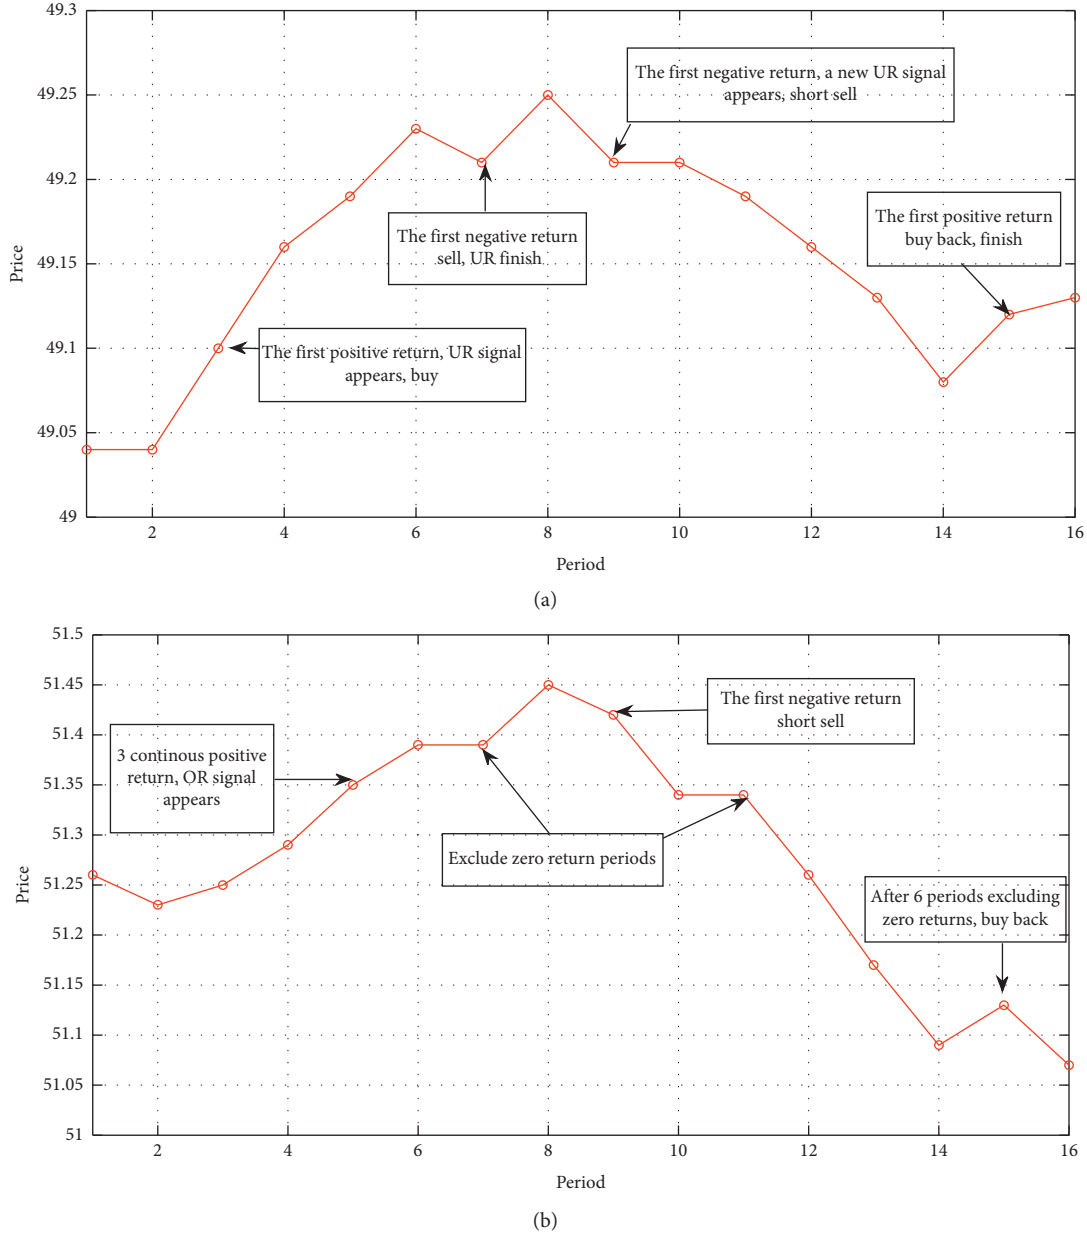 49.3
49.25
49.2
49.15
49.1
49.05
49
Price
The first negative return, a new UR signal
appears, short sell
The first negative return
sell, UR finish
The first positive return
buy back, finish
The first positive return, UR signal
appears, buy
2
4
6
8
10
12
14
16
Period
(a)
51.5
51.45
51.4
51.35
51.3
51.25
51.2
51.15
51.1
51.05
51
Price
The first negative return
short sell
3 continous positive
return, OR signal
appears
Exclude zero return periods
After 6 periods excluding
zero returns, buy back
2
4
6
8
10
12
14
16
Period
(b)